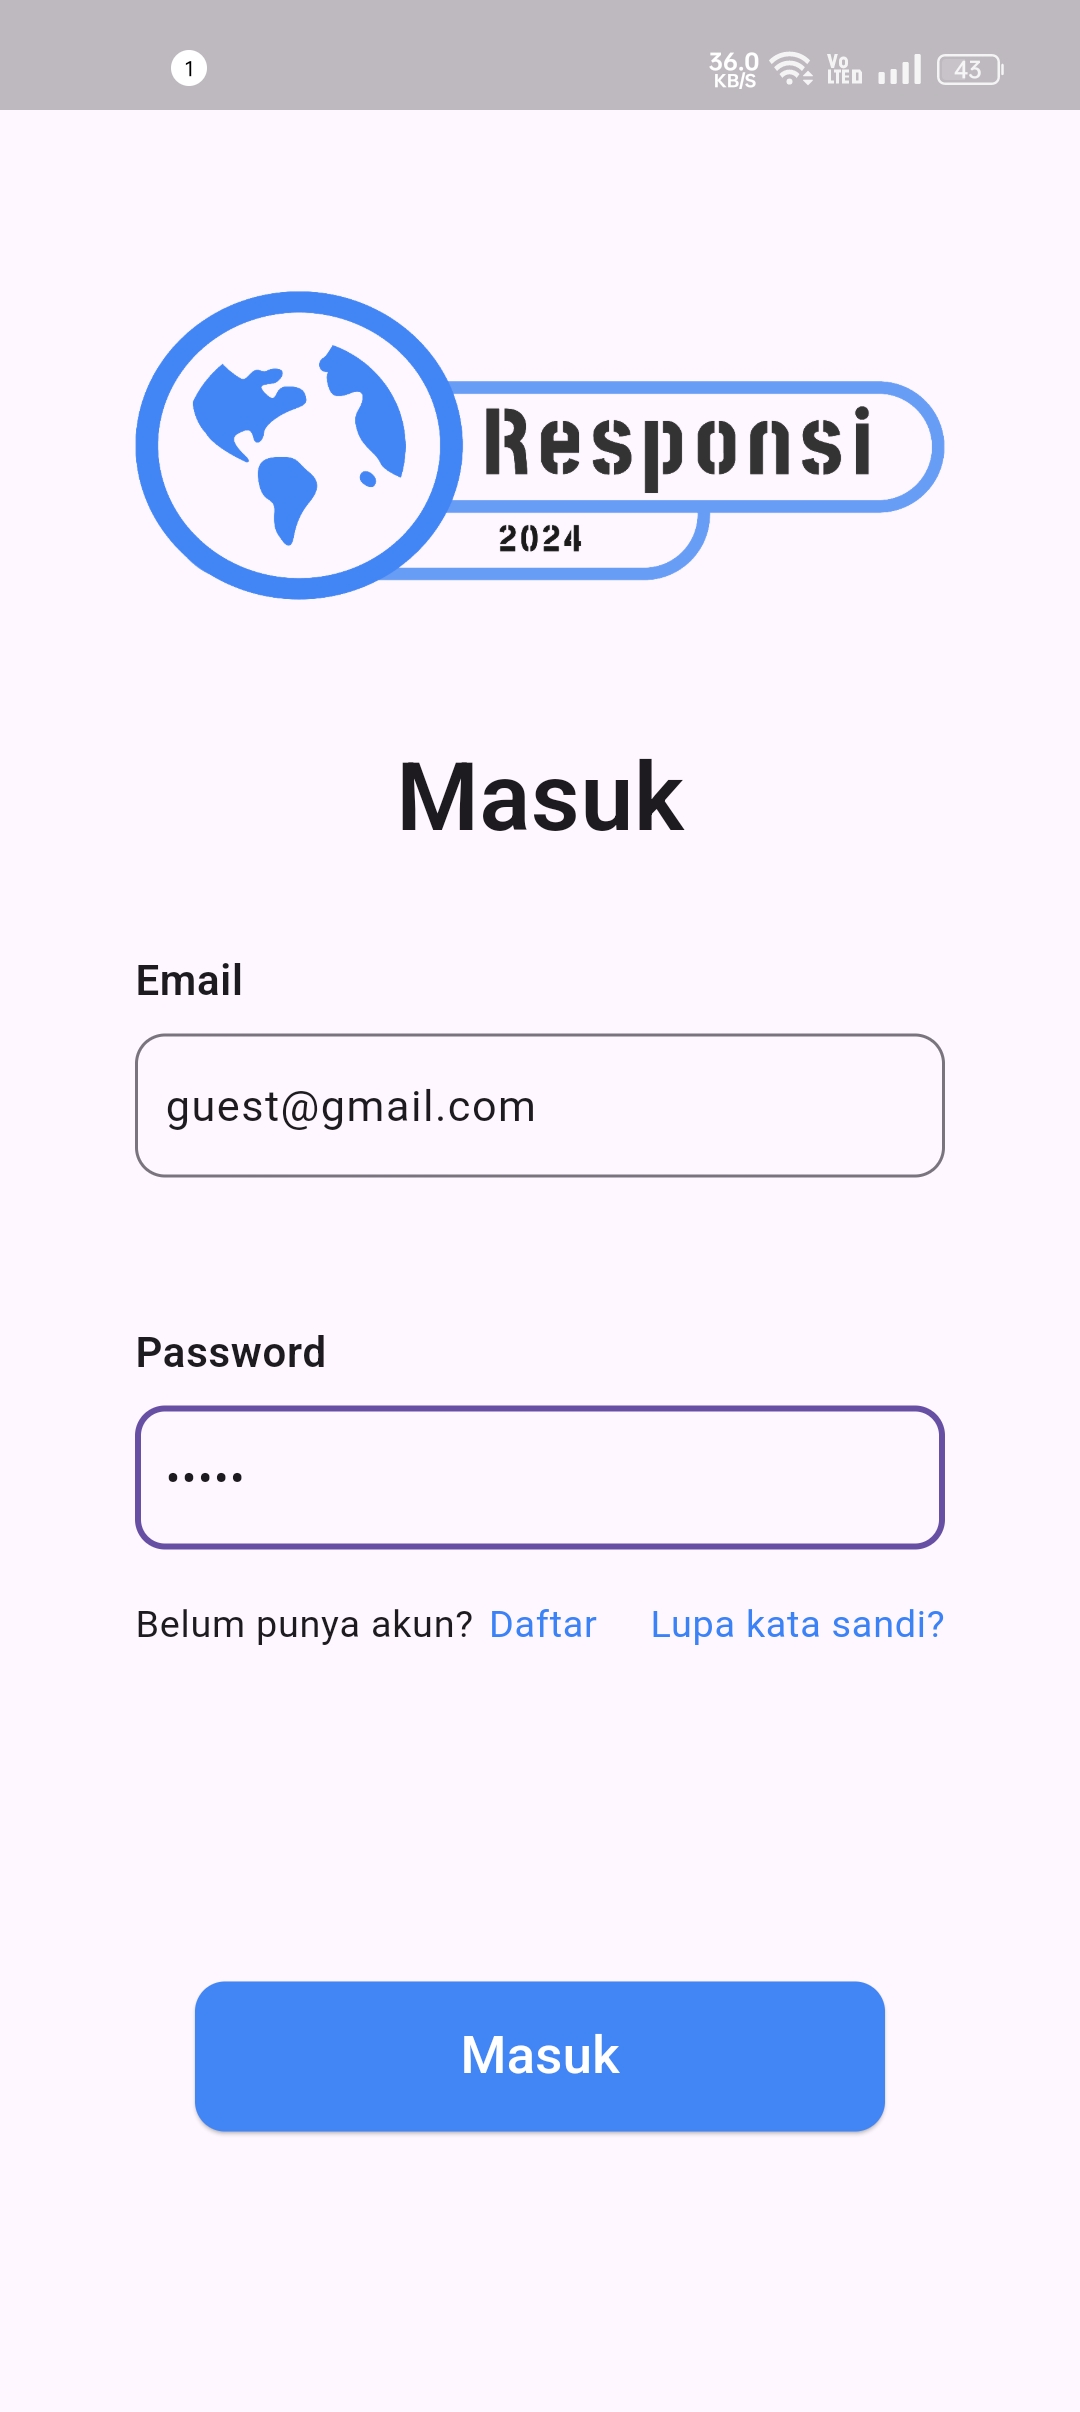 1
36.0
KB/S
Vo
LTED
43
Responsi
2024
Masuk
Email
guest@gmail.com
Password
•••••
Belum punya akun? Daftar Lupa kata sandi?
Masuk